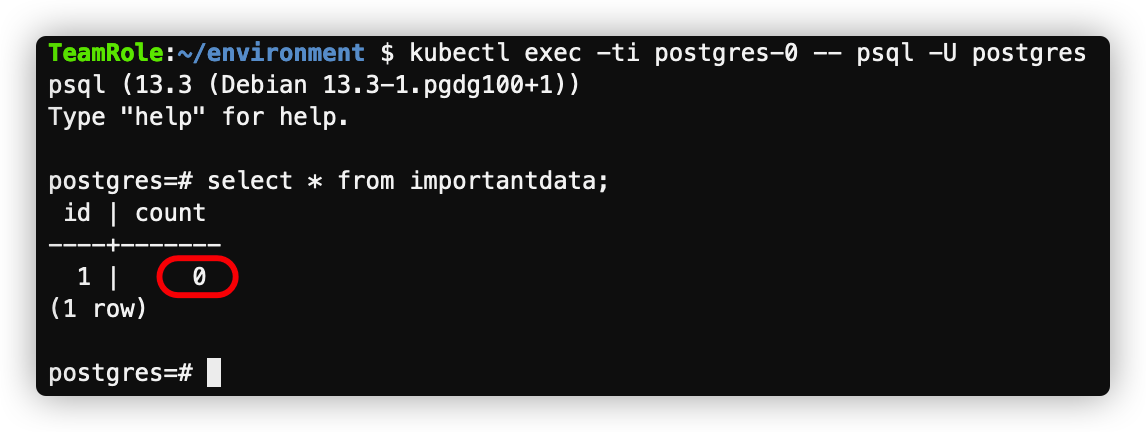 TeamRole:~/environment $ kubectl exec -ti postgres-0 -- psql -U postgres
psql (13.3 (Debian 13.3-1.pgdg100+1))
Type "help" for help.
postgres=# select * from importantdata;
 id | count
----+-------
  1 |     0
(1 row)
postgres=#